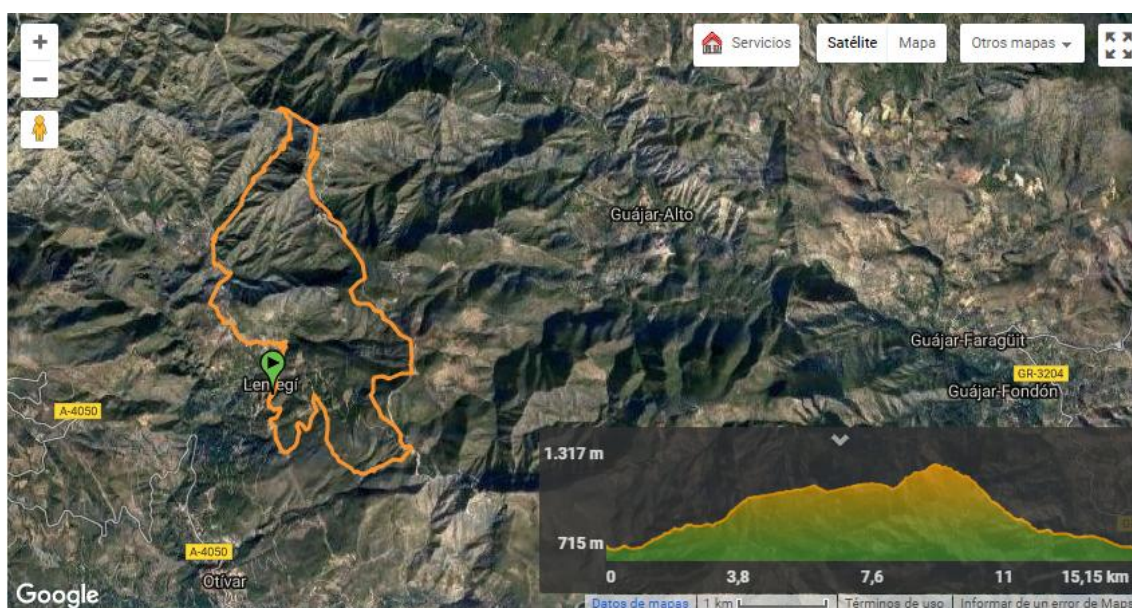 +
−
Servicios
Satélite Mapa
Otros mapas
Guájar-Alto
Guájar-Faragüit
GR-3204
Guájar-Fondón
A-4050
A-4050
Otívar
1.317 m
715 m
0 3,8 7,6 11 15,15 km
Google
Datos de mapas 1 km Términos de uso Informar de un error de Maps